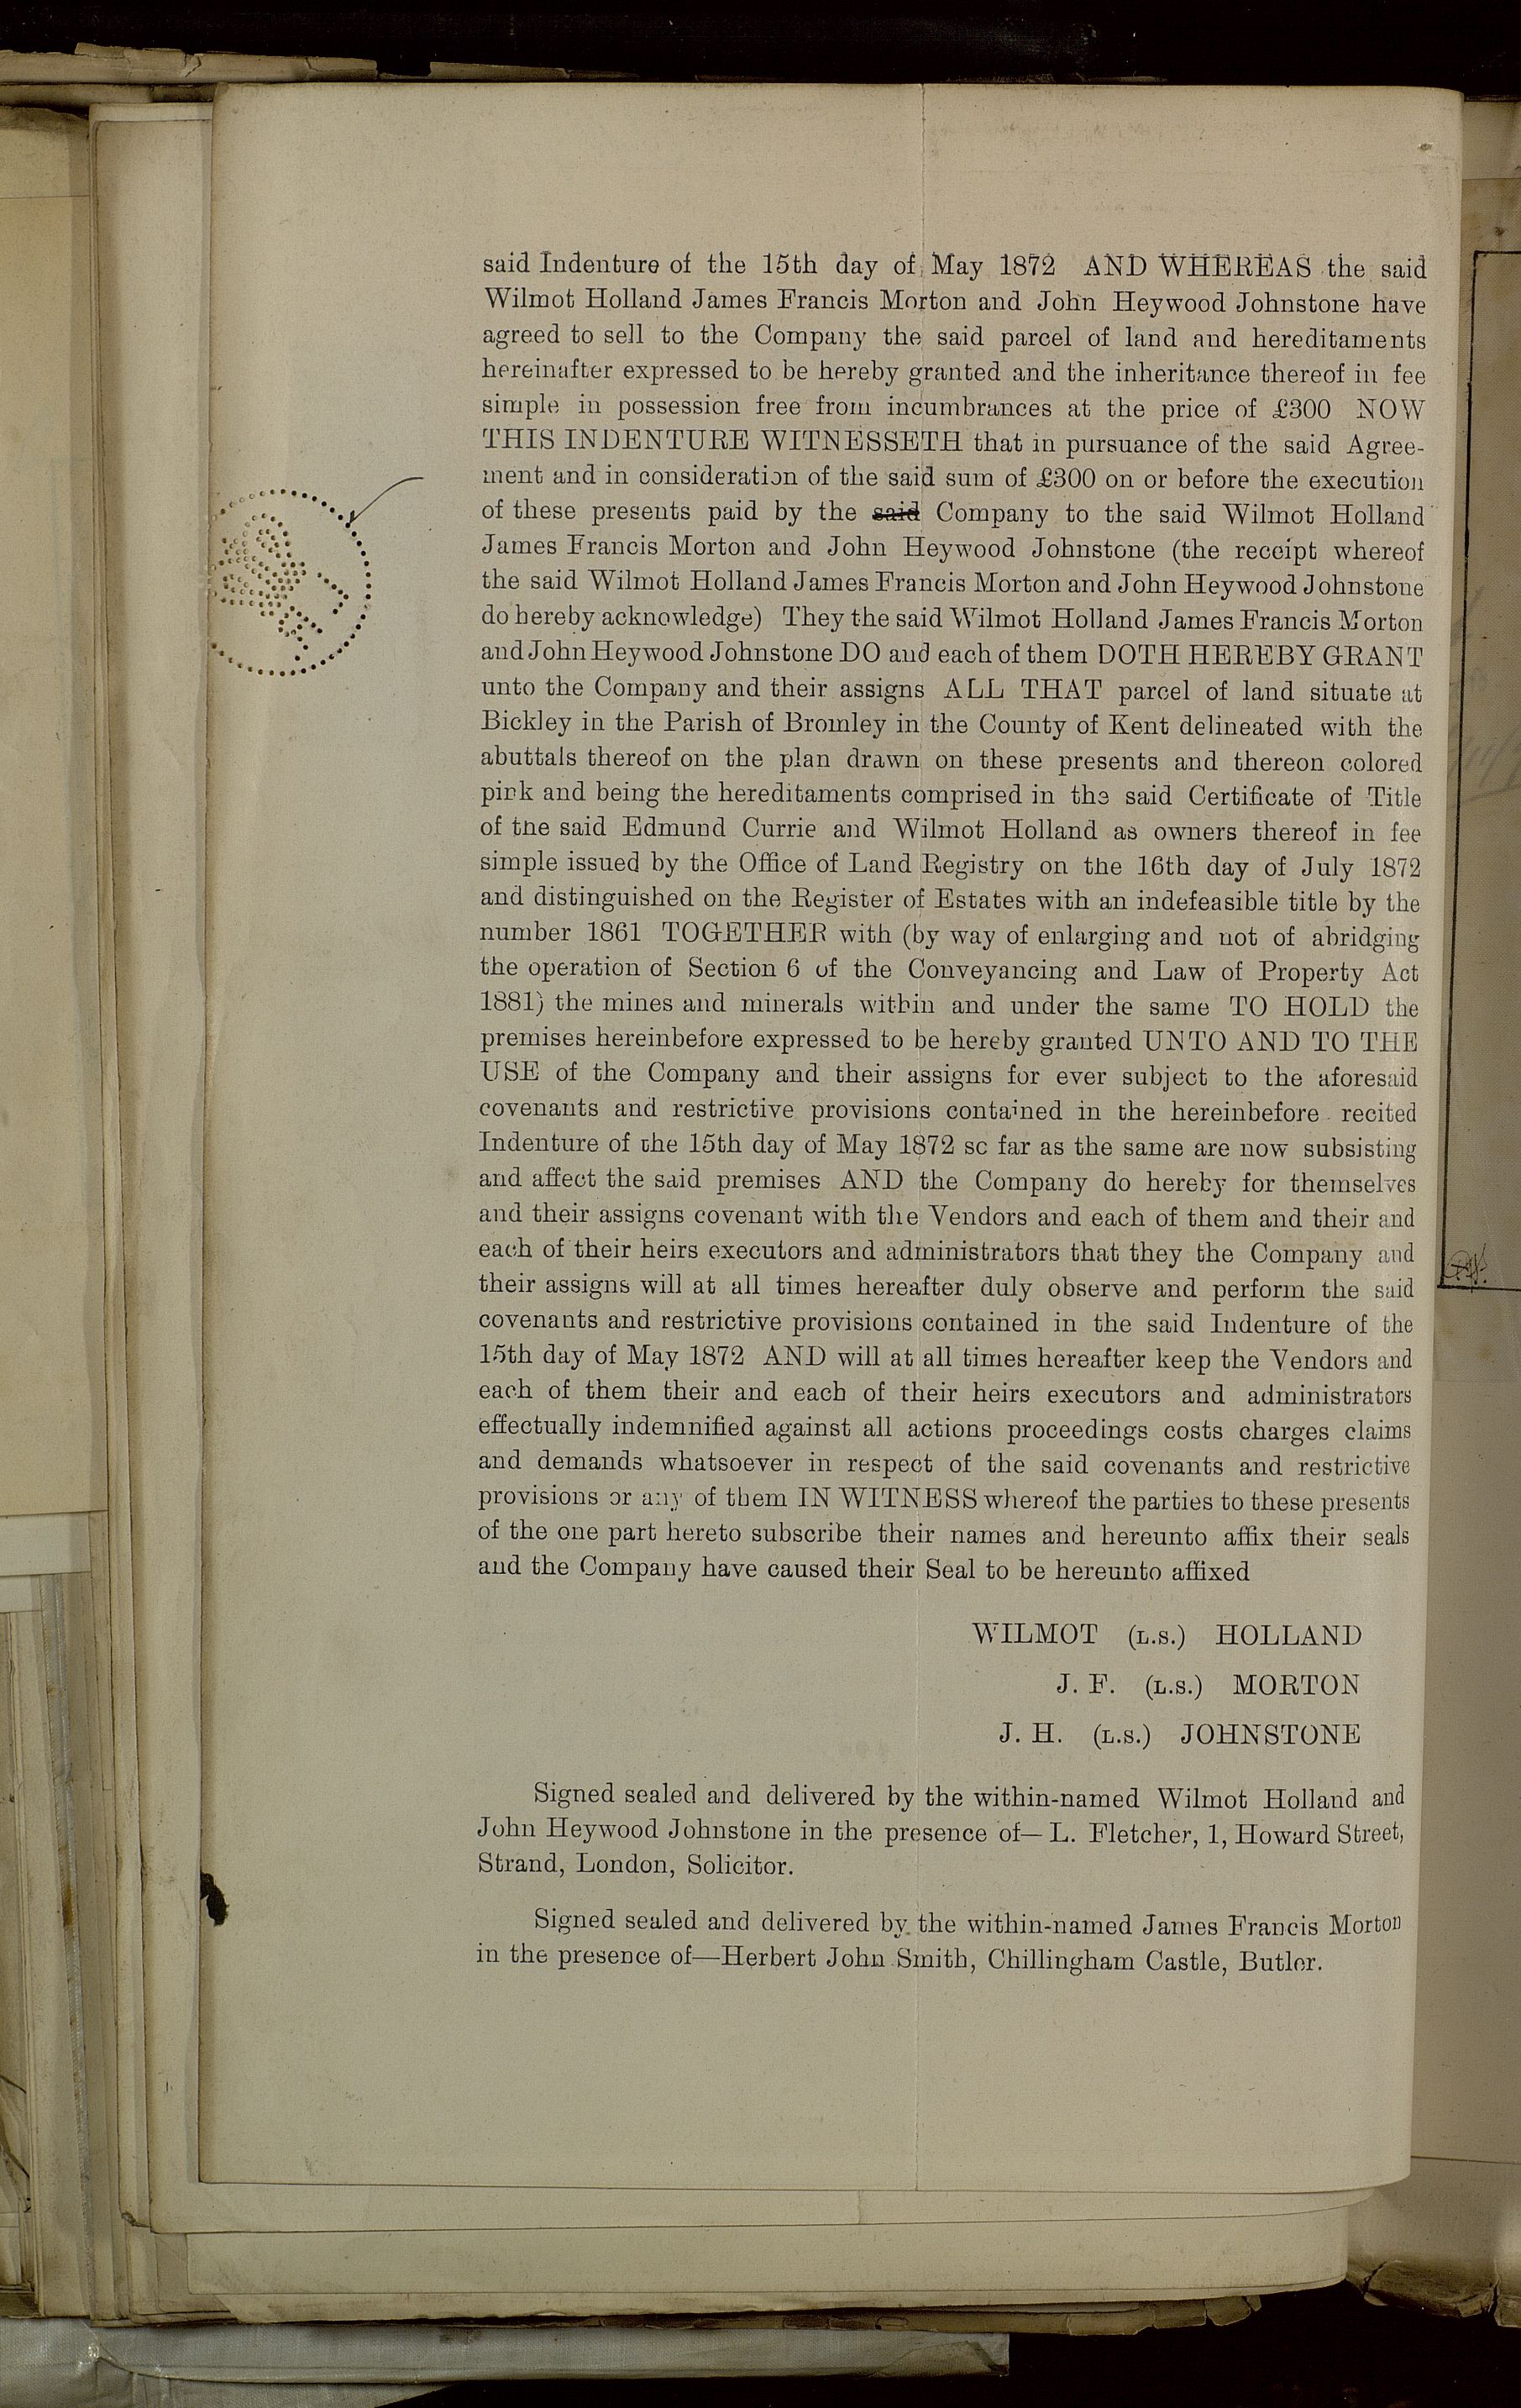 said Indenture of the 15th day of May 1872 AND WHEREAS the said
Wilmot Holland James Francis Morton and John Heywood Johnstone have
agreed to sell to the Company the said parcel of land and hereditaments
hereinafter expressed to be hereby granted and the inheritance thereof in fee
simple in possession free from incumbrances at the price of £300 NOW
THIS INDENTURE WITNESSETH that in pursuance of the said Agree-
ment and in consideration of the said sum of £300 on or before the execution
of these presents paid by the said Company to the said Wilmot Holland
James Francis Morton and John Heywood Johnstone (the receipt whereof
the said Wilmot Holland James Francis Morton and John Heywood Johnstone
do hereby acknowledge) They the said Wilmot Holland James Francis Morton
and John Heywood Johnstone DO and each of them DOTH HEREBY GRANT
unto the Company and their assigns ALL THAT parcel of land situate at
Bickley in the Parish of Bromley in the County of Kent delineated with the
abuttals thereof on the plan drawn on these presents and thereon colored
pink and being the hereditaments comprised in the said Certificate of Title
of the said Edmund Currie and Wilmot Holland as owners thereof in fee
simple issued by the Office of Land Registry on the 16th day of July 1872
and distinguished on the Register of Estates with an indefeasible title by the
number 1861 TOGETHER with (by way of enlarging and not of abridging
the operation of Section 6 of the Conveyancing and Law of Property Act
1881) the mines and minerals within and under the same TO HOLD the
premises hereinbefore expressed to be hereby granted UNTO AND TO THE
USE of the Company and their assigns for ever subject to the aforesaid
covenants and restrictive provisions contained in the hereinbefore recited
Indenture of the 15th day of May 1872 so far as the same are now subsisting
and affect the said premises AND the Company do hereby for themselves
and their assigns covenant with the Vendors and each of them and their and
each of their heirs executors and administrators that they the Company and
their assigns will at all times hereafter duly observe and perform the said
covenants and restrictive provisions contained in the said Indenture of the
15th day of May 1872 AND will at all times hereafter keep the Vendors and
each of them their and each of their heirs executors and administrators
effectually indemnified against all actions proceedings costs charges claims
and demands whatsoever in respect of the said covenants and restrictive
provisions or any of them IN WITNESS whereof the parties to these presents
of the one part hereto subscribe their names and hereunto affix their seals
and the Company have caused their Seal to be hereunto affixed
WILMOT (L.S.) HOLLAND
J. F. (L.S.) MORTON
J. H. (L.S.) JOHNSTONE
Signed sealed and delivered by the within-named Wilmot Holland and
John Heywood Johnstone in the presence of— L. Fletcher, 1, Howard Street,
Strand, London, Solicitor.
Signed sealed and delivered by the within-named James Francis Morton
in the presence of—Herbert John Smith, Chillingham Castle, Butler.